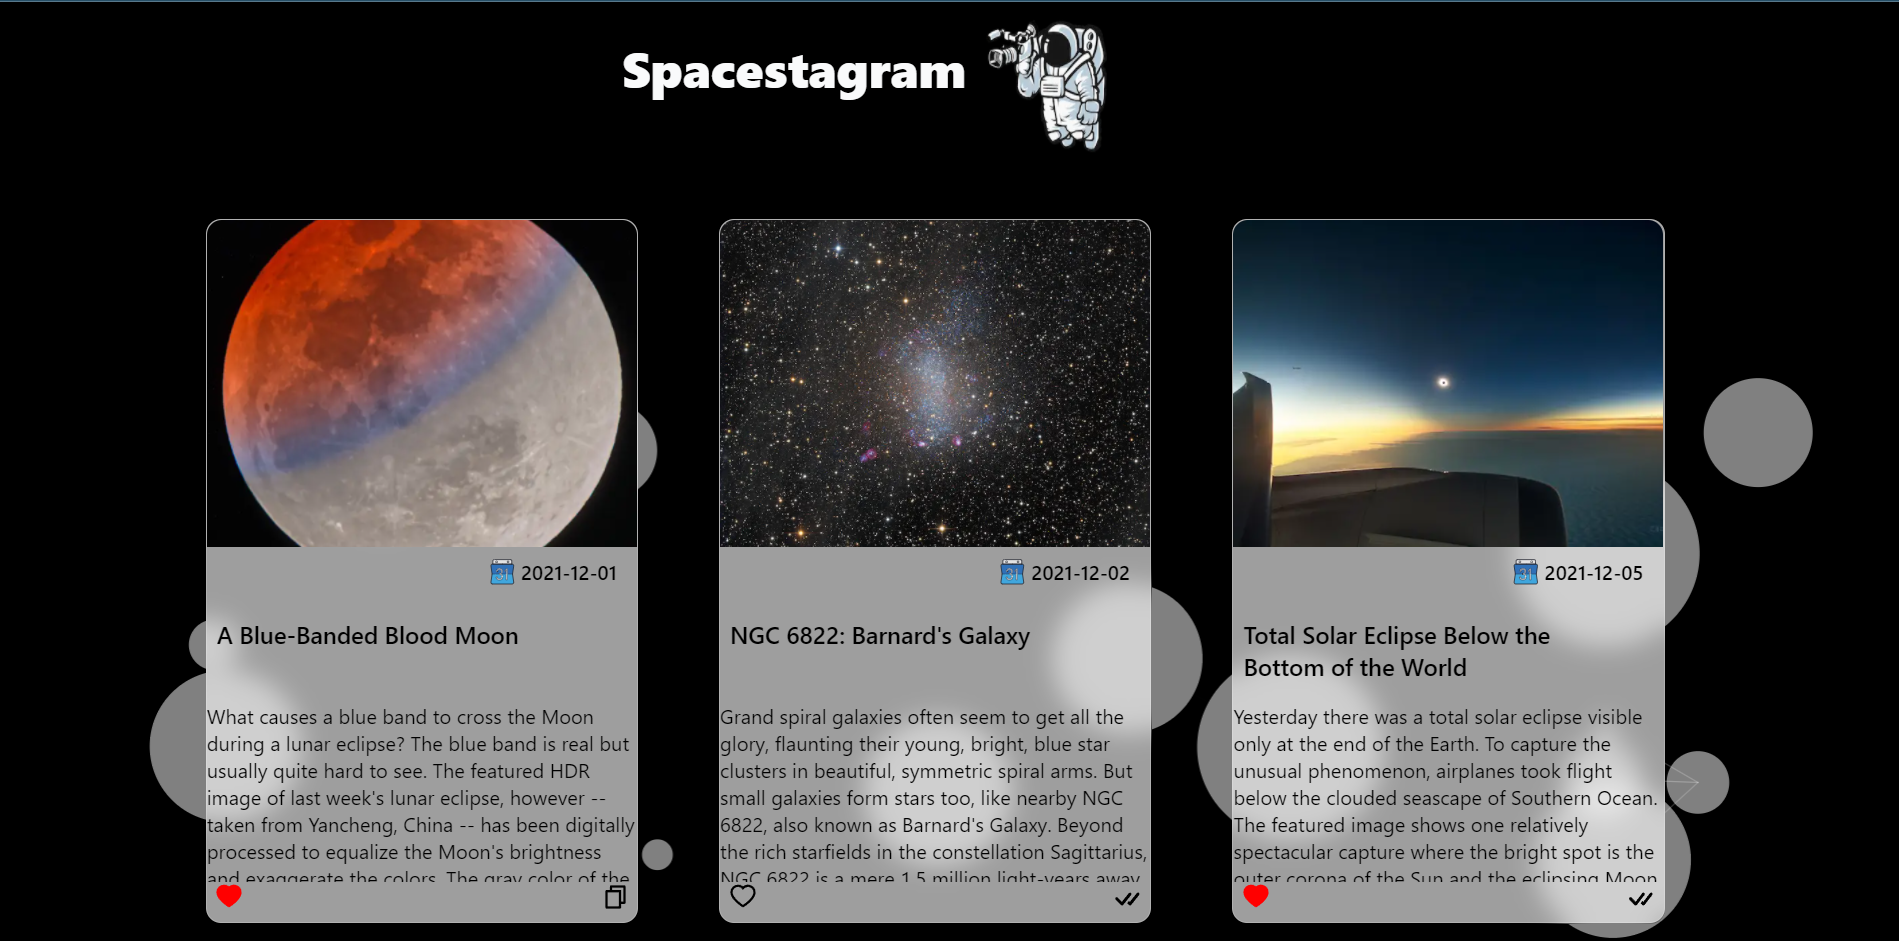 Spacestagram
31 2021-12-01
A Blue-Banded Blood Moon
What causes a blue band to cross the Moon
during a lunar eclipse? The blue band is real but
usually quite hard to see. The featured HDR
image of last week's lunar eclipse, however --
taken from Yancheng, China -- has been digitally
processed to equalize the Moon's brightness
and exaggerate the colors. The gray color of the
31 2021-12-02
NGC 6822: Barnard's Galaxy
Grand spiral galaxies often seem to get all the
glory, flaunting their young, bright, blue star
clusters in beautiful, symmetric spiral arms. But
small galaxies form stars too, like nearby NGC
6822, also known as Barnard's Galaxy. Beyond
the rich starfields in the constellation Sagittarius,
NGC 6822 is a mere 1.5 million light-years away,
31 2021-12-05
Total Solar Eclipse Below the
Bottom of the World
Yesterday there was a total solar eclipse visible
only at the end of the Earth. To capture the
unusual phenomenon, airplanes took flight
below the clouded seascape of Southern Ocean.
The featured image shows one relatively
spectacular capture where the bright spot is the
outer corona of the Sun and the eclipsing Moon